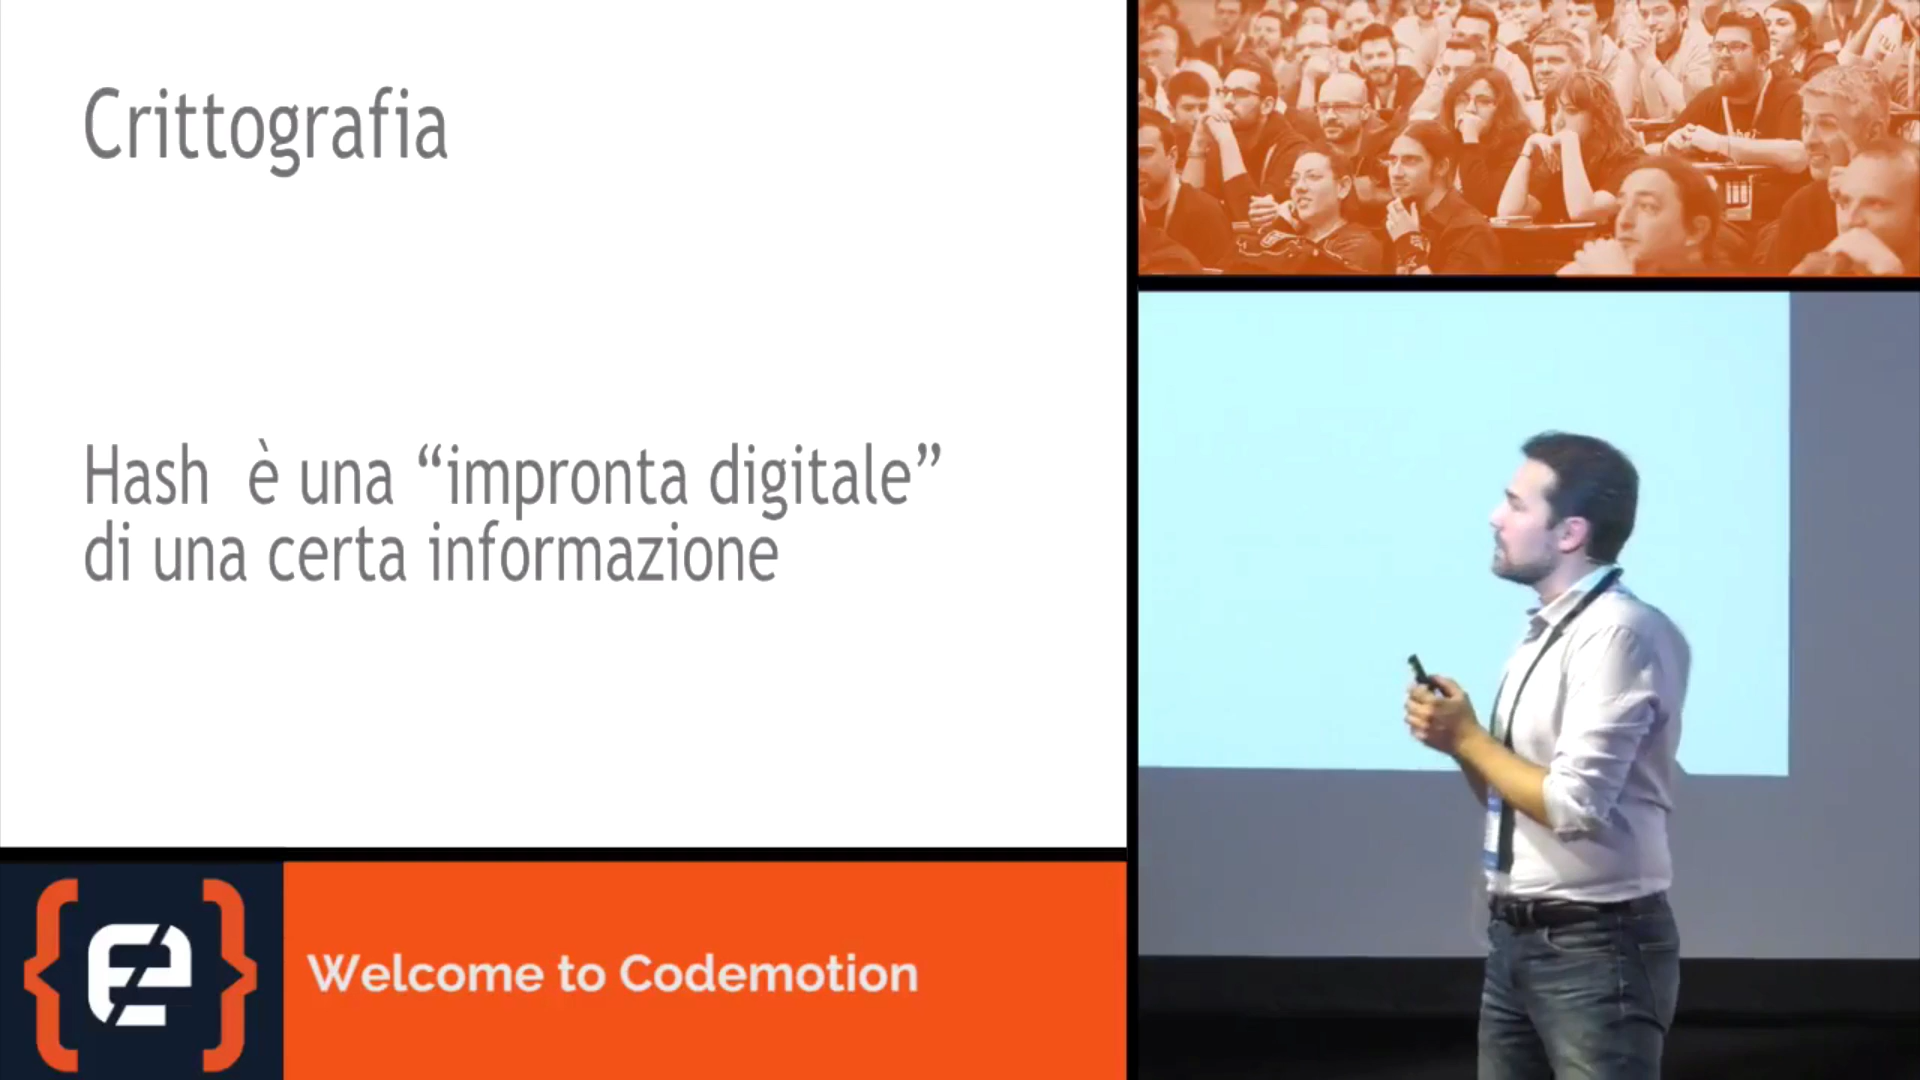 Crittografia
Hash è una “impronta digitale”
di una certa informazione
Welcome to Codemotion